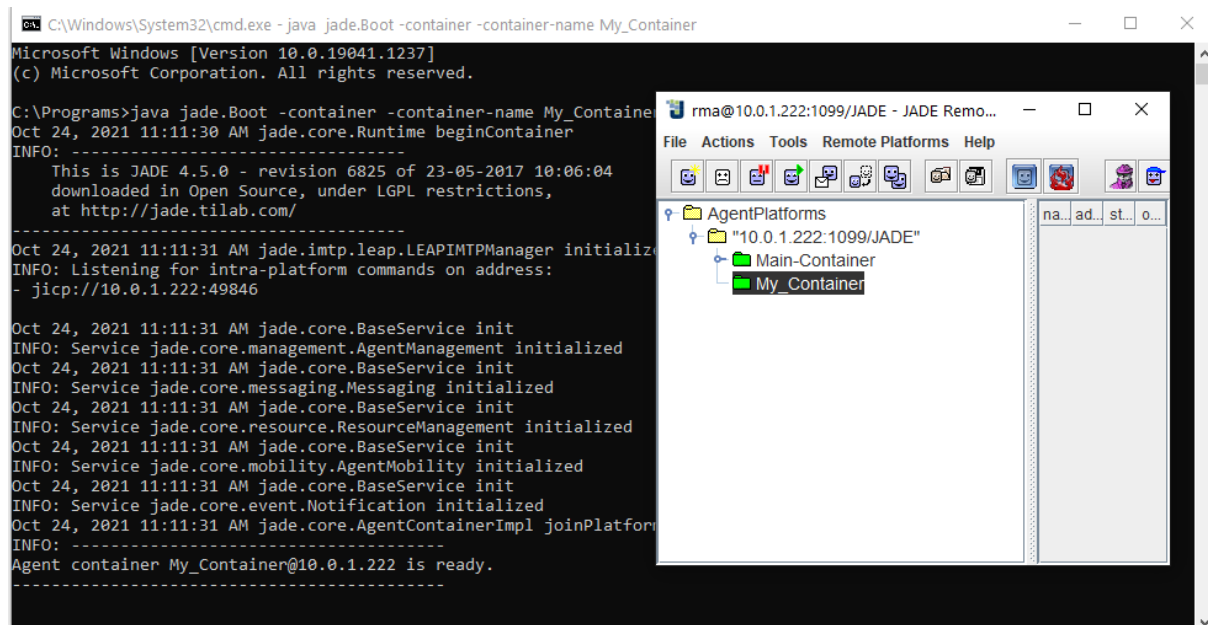 C:\Windows\System32\cmd.exe - java jade.Boot -container -container-name My_Container
Microsoft Windows [Version 10.0.19041.1237]
(c) Microsoft Corporation. All rights reserved.
C:\Programs>java jade.Boot -container -container-name My_Containe
Oct 24, 2021 11:11:30 AM jade.core.Runtime beginContainer
INFO: ----------------------------------
This is JADE 4.5.0 - revision 6825 of 23-05-2017 10:06:04
downloaded in Open Source, under LGPL restrictions,
at http://jade.tilab.com/
----------------------------------------
Oct 24, 2021 11:11:31 AM jade.imtp.leap.LEAPIMTPManager initialize
INFO: Listening for intra-platform commands on address:
- jicp://10.0.1.222:49846
Oct 24, 2021 11:11:31 AM jade.core.BaseService init
INFO: Service jade.core.management.AgentManagement initialized
Oct 24, 2021 11:11:31 AM jade.core.BaseService init
INFO: Service jade.core.messaging.Messaging initialized
Oct 24, 2021 11:11:31 AM jade.core.BaseService init
INFO: Service jade.core.resource.ResourceManagement initialized
Oct 24, 2021 11:11:31 AM jade.core.BaseService init
INFO: Service jade.core.mobility.AgentMobility initialized
Oct 24, 2021 11:11:31 AM jade.core.BaseService init
INFO: Service jade.core.event.Notification initialized
Oct 24, 2021 11:11:31 AM jade.core.AgentContainerImpl joinPlatfor
INFO: --------------------------------------
Agent container My_Container@10.0.1.222 is ready.
--------------------------------------------
rma@10.0.1.222:1099/JADE - JADE Remo...
File Actions Tools Remote Platforms Help
AgentPlatforms
"10.0.1.222:1099/JADE"
Main-Container
My_Container
na... ad... st... o...